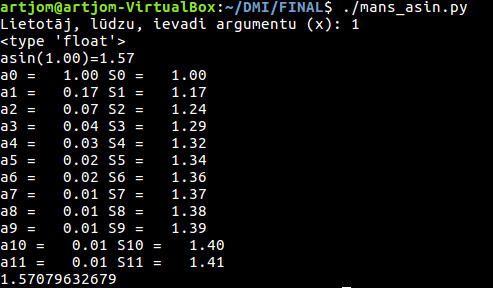 artjom@artjom-VirtualBox:~/DMI/FINAL$ ./mans_asin.py
Lietotāj, lūdzu, ievadi argumentu (x): 1
<type 'float'>
asin(1.00)=1.57
a0 =    1.00 S0 =    1.00
a1 =    0.17 S1 =    1.17
a2 =    0.07 S2 =    1.24
a3 =    0.04 S3 =    1.29
a4 =    0.03 S4 =    1.32
a5 =    0.02 S5 =    1.34
a6 =    0.02 S6 =    1.36
a7 =    0.01 S7 =    1.37
a8 =    0.01 S8 =    1.38
a9 =    0.01 S9 =    1.39
a10 =    0.01 S10 =    1.40
a11 =    0.01 S11 =    1.41
1.57079632679